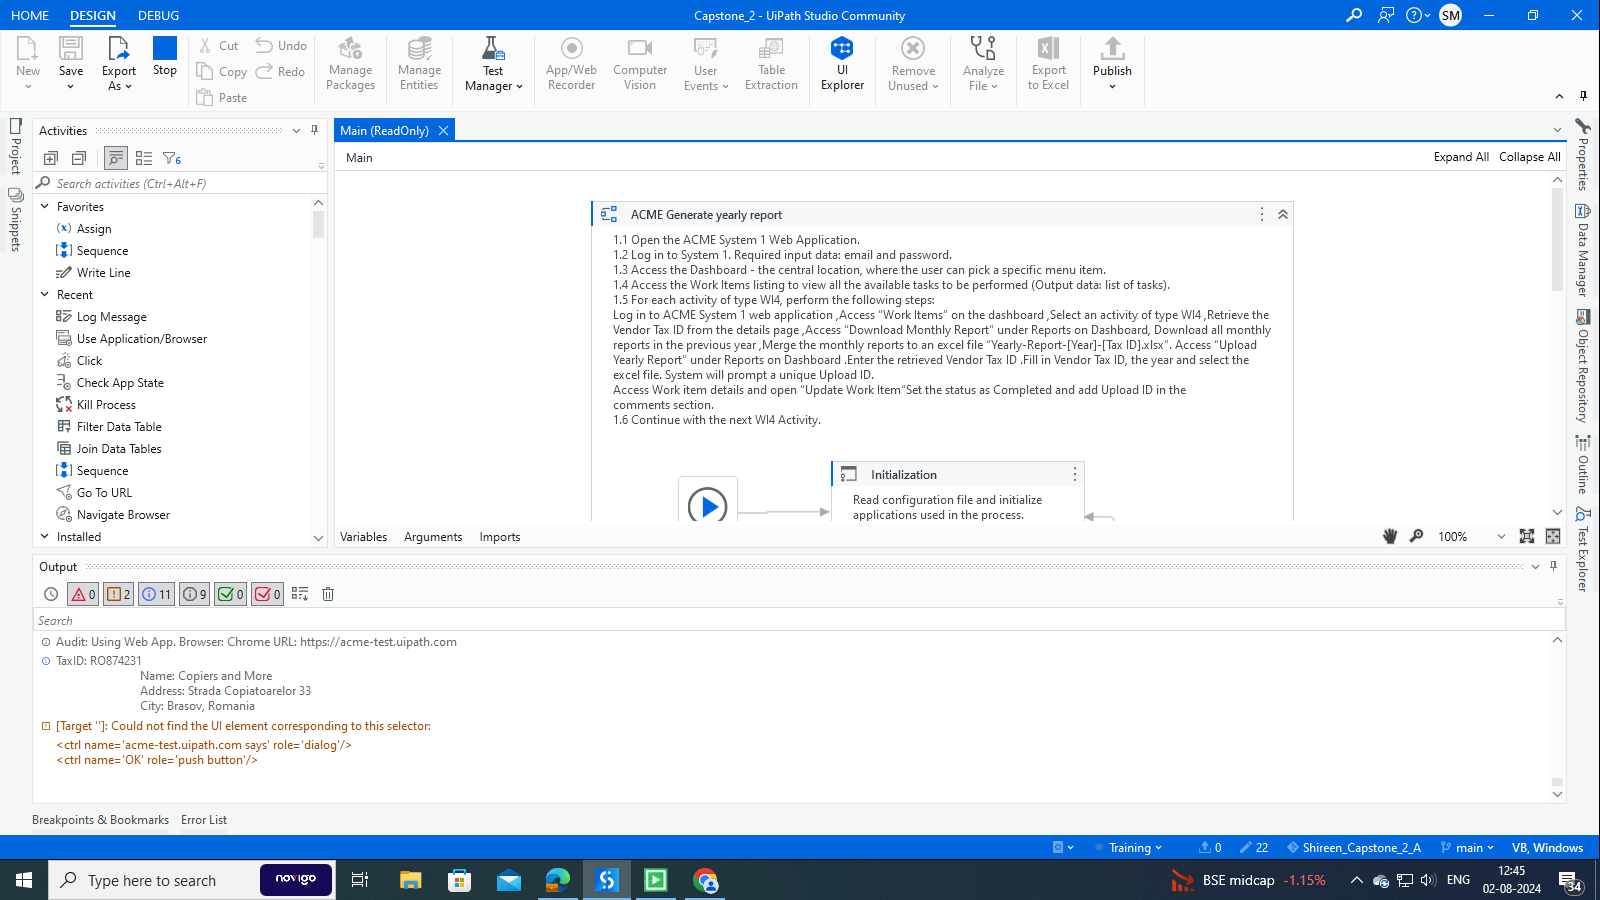 HOME DESIGN DEBUG
Capstone_2 - UiPath Studio Community
SM
New
Save
Export As
Stop
Cut
Copy
Paste
Undo
Redo
Manage Packages
Manage Entities
Test Manager
App/Web Recorder
Computer Vision
User Events
Table Extraction
UI Explorer
Remove Unused
Analyze File
Export to Excel
Publish
Project
Snippets
Activities
6
Search activities (Ctrl+Alt+F)
Favorites
Assign
Sequence
Write Line
Recent
Log Message
Use Application/Browser
Click
Check App State
Kill Process
Filter Data Table
Join Data Tables
Sequence
Go To URL
Navigate Browser
Installed
Main (ReadOnly)
Main
Expand All Collapse All
ACME Generate yearly report
1.1 Open the ACME System 1 Web Application.
1.2 Log in to System 1. Required input data: email and password.
1.3 Access the Dashboard - the central location, where the user can pick a specific menu item.
1.4 Access the Work Items listing to view all the available tasks to be performed (Output data: list of tasks).
1.5 For each activity of type WI4, perform the following steps:
Log in to ACME System 1 web application ,Access “Work Items” on the dashboard ,Select an activity of type WI4 ,Retrieve the
Vendor Tax ID from the details page ,Access “Download Monthly Report” under Reports on Dashboard, Download all monthly
reports in the previous year ,Merge the monthly reports to an excel file “Yearly-Report-[Year]-[Tax ID].xlsx”. Access “Upload
Yearly Report” under Reports on Dashboard .Enter the retrieved Vendor Tax ID .Fill in Vendor Tax ID, the year and select the
excel file. System will prompt a unique Upload ID.
Access Work item details and open “Update Work Item”Set the status as Completed and add Upload ID in the
comments section.
1.6 Continue with the next WI4 Activity.
Initialization
Read configuration file and initialize
applications used in the process.
Variables Arguments Imports
100%
Properties
Data Manager
Object Repository
Outline
Test Explorer
Output
0 2 11 9 0 0
Search
Audit: Using Web App. Browser: Chrome URL: https://acme-test.uipath.com
TaxID: RO874231
Name: Copiers and More
Address: Strada Copiatoarelor 33
City: Brasov, Romania
[Target '']: Could not find the UI element corresponding to this selector:
<ctrl name='acme-test.uipath.com says' role='dialog'/>
<ctrl name='OK' role='push button'/>
Breakpoints & Bookmarks Error List
Training 0 22 Shireen_Capstone_2_A main VB, Windows
Type here to search
novigo
BSE midcap -1.15%
ENG
12:45
02-08-2024
34